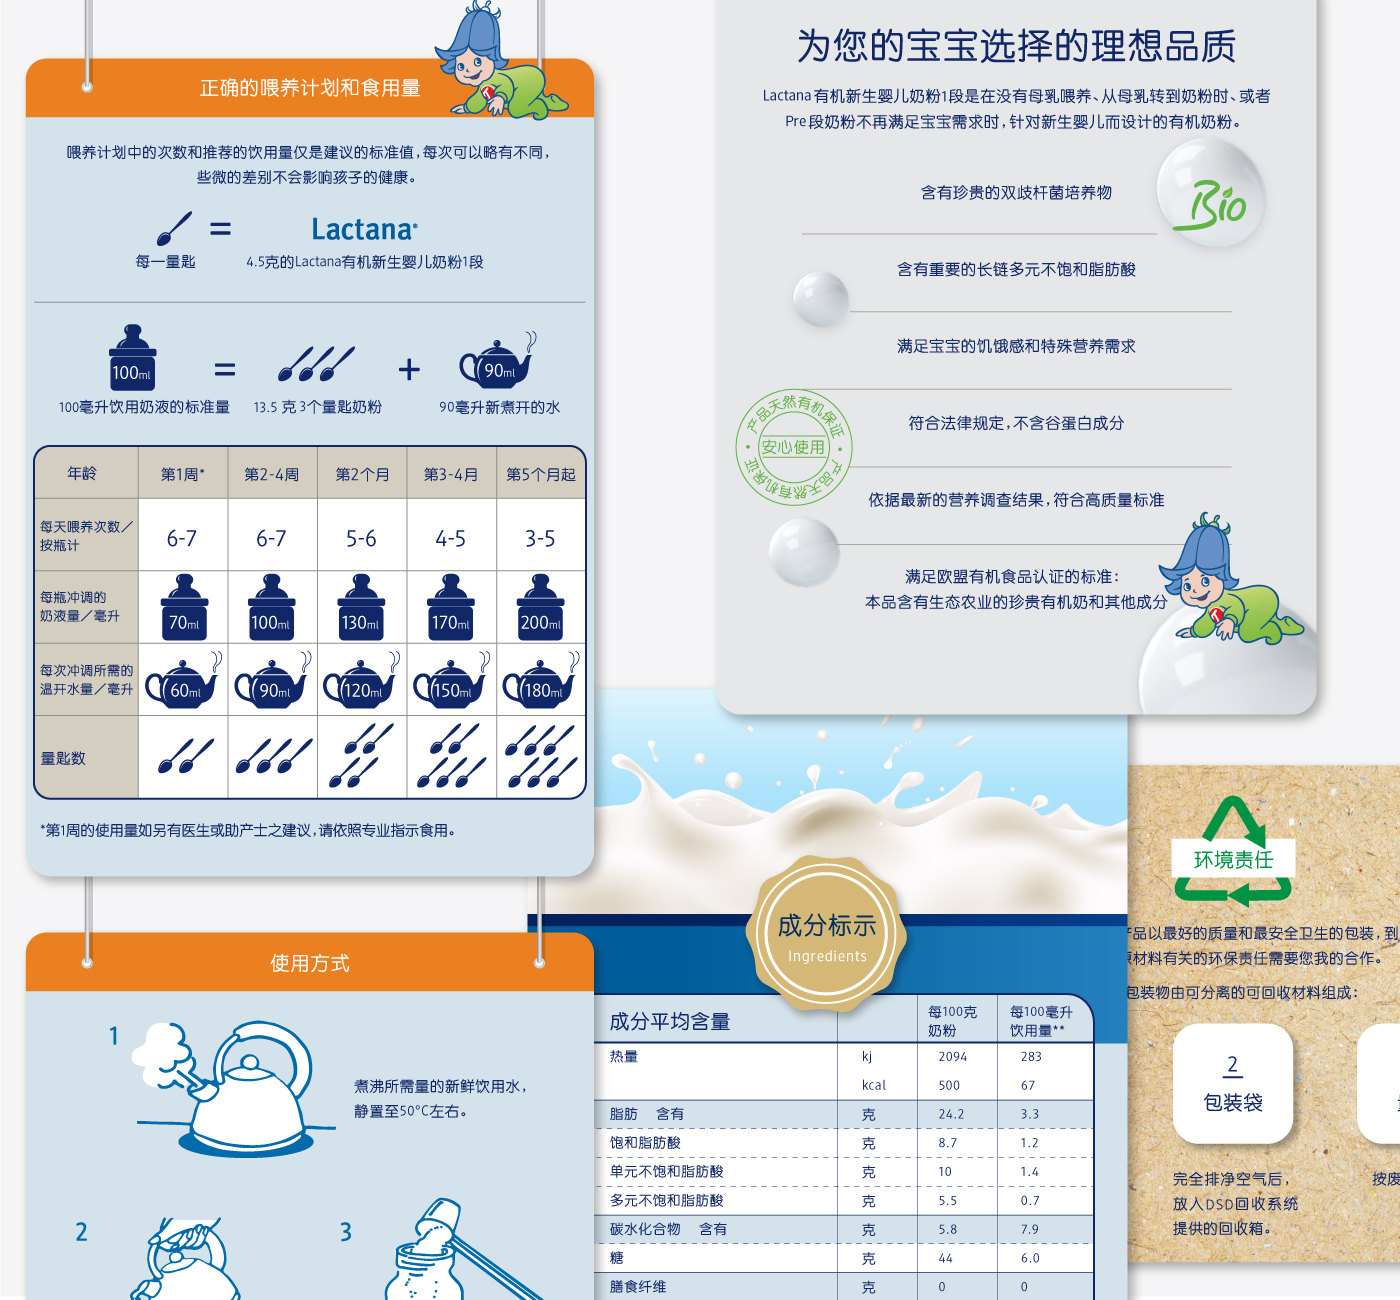 正确的喂养计划和食用量
喂养计划中的次数和推荐的饮用量仅是建议的标准值,每次可以略有不同,
些微的差别不会影响孩子的健康。
=
Lactana®
每一量匙
4.5克的Lactana有机新生婴儿奶粉1段
100ml
=
+
90ml
100毫升饮用奶液的标准量
13.5 克 3个量匙奶粉
90毫升新煮开的水
年龄 第1周* 第2-4周 第2个月 第3-4月 第5个月起
每天喂养次数／
按瓶计
6-7 6-7 5-6 4-5 3-5
每瓶冲调的
奶液量／毫升
70ml 100ml 130ml 170ml 200ml
每次冲调所需的
温开水量／毫升
60ml 90ml 120ml 150ml 180ml
量匙数
*第1周的使用量如另有医生或助产士之建议,请依照专业指示食用。
使用方式
1
煮沸所需量的新鲜饮用水,
静置至50°C左右。
2
3
为您的宝宝选择的理想品质
Lactana有机新生婴儿奶粉1段是在没有母乳喂养、从母乳转到奶粉时、或者
Pre段奶粉不再满足宝宝需求时,针对新生婴儿而设计的有机奶粉。
含有珍贵的双歧杆菌培养物
Bio
含有重要的长链多元不饱和脂肪酸
满足宝宝的饥饿感和特殊营养需求
产品天然有机保证
安心使用
产品天然有机保证
符合法律规定,不含谷蛋白成分
依据最新的营养调查结果,符合高质量标准
满足欧盟有机食品认证的标准:
本品含有生态农业的珍贵有机奶和其他成分
成分标示
Ingredients
成分平均含量
每100克
奶粉
每100毫升
饮用量**
热量 kj 2094 283
kcal 500 67
脂肪 含有 克 24.2 3.3
饱和脂肪酸 克 8.7 1.2
单元不饱和脂肪酸 克 10 1.4
多元不饱和脂肪酸 克 5.5 0.7
碳水化合物 含有 克 5.8 7.9
糖 克 44 6.0
膳食纤维 克 0 0
环境责任
产品以最好的质量和最安全卫生的包装,到
原材料有关的环保责任需要您我的合作。
包装物由可分离的可回收材料组成:
2
包装袋
完全排净空气后,
放入DSD回收系统
提供的回收箱。
按废